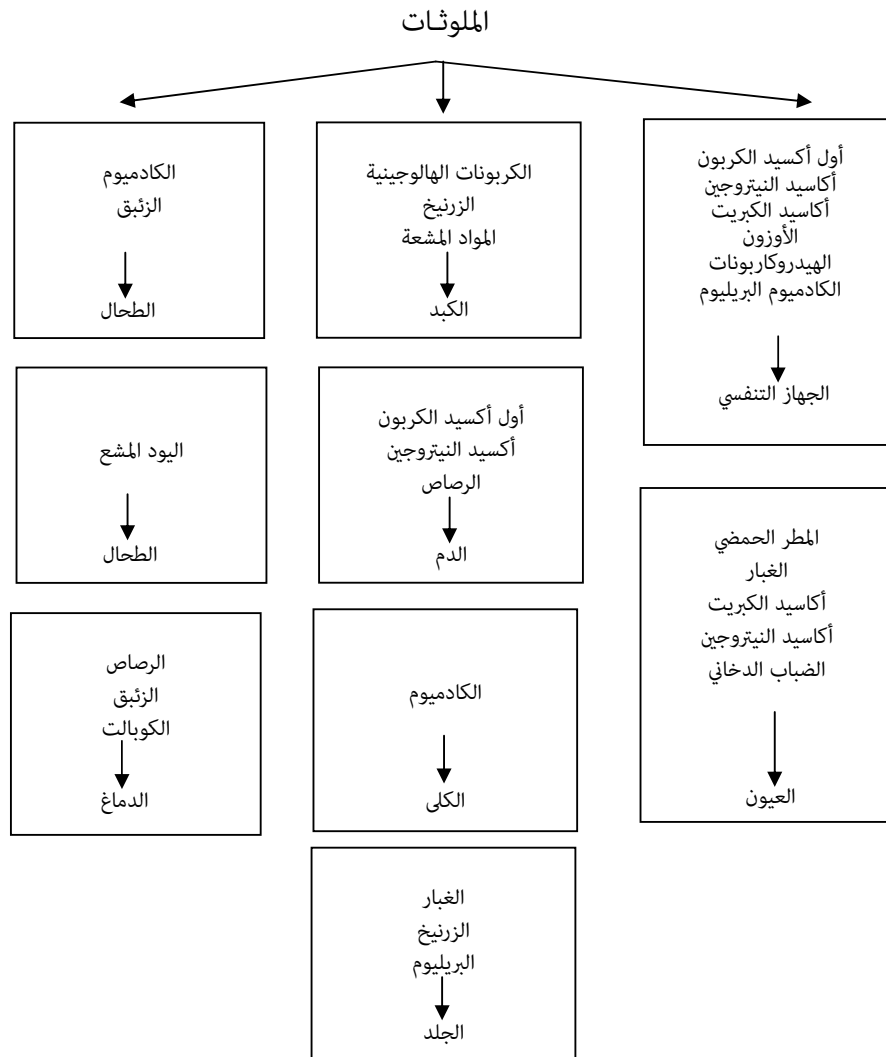 الملوثـات
أول أكسيد الكربون
أكاسيد النيتروجين
أكاسيد الكبريت
الأوزون
الهيدروكاربونات
الكادميوم البريليوم
الجهاز التنفسي
المطر الحمضي
الغبار
أكاسيد الكبريت
أكاسيد النيتروجين
الضباب الدخاني
العيون
الكربونات الهالوجينية
الزرنيخ
المواد المشعة
الكبد
أول أكسيد الكربون
أكسيد النيتروجين
الرصاص
الدم
الكادميوم
الكلى
الغبار
الزرنيخ
البريليوم
الجلد
الكادميوم
الزئبق
الطحال
اليود المشع
الطحال
الرصاص
الزئبق
الكوبالت
الدماغ